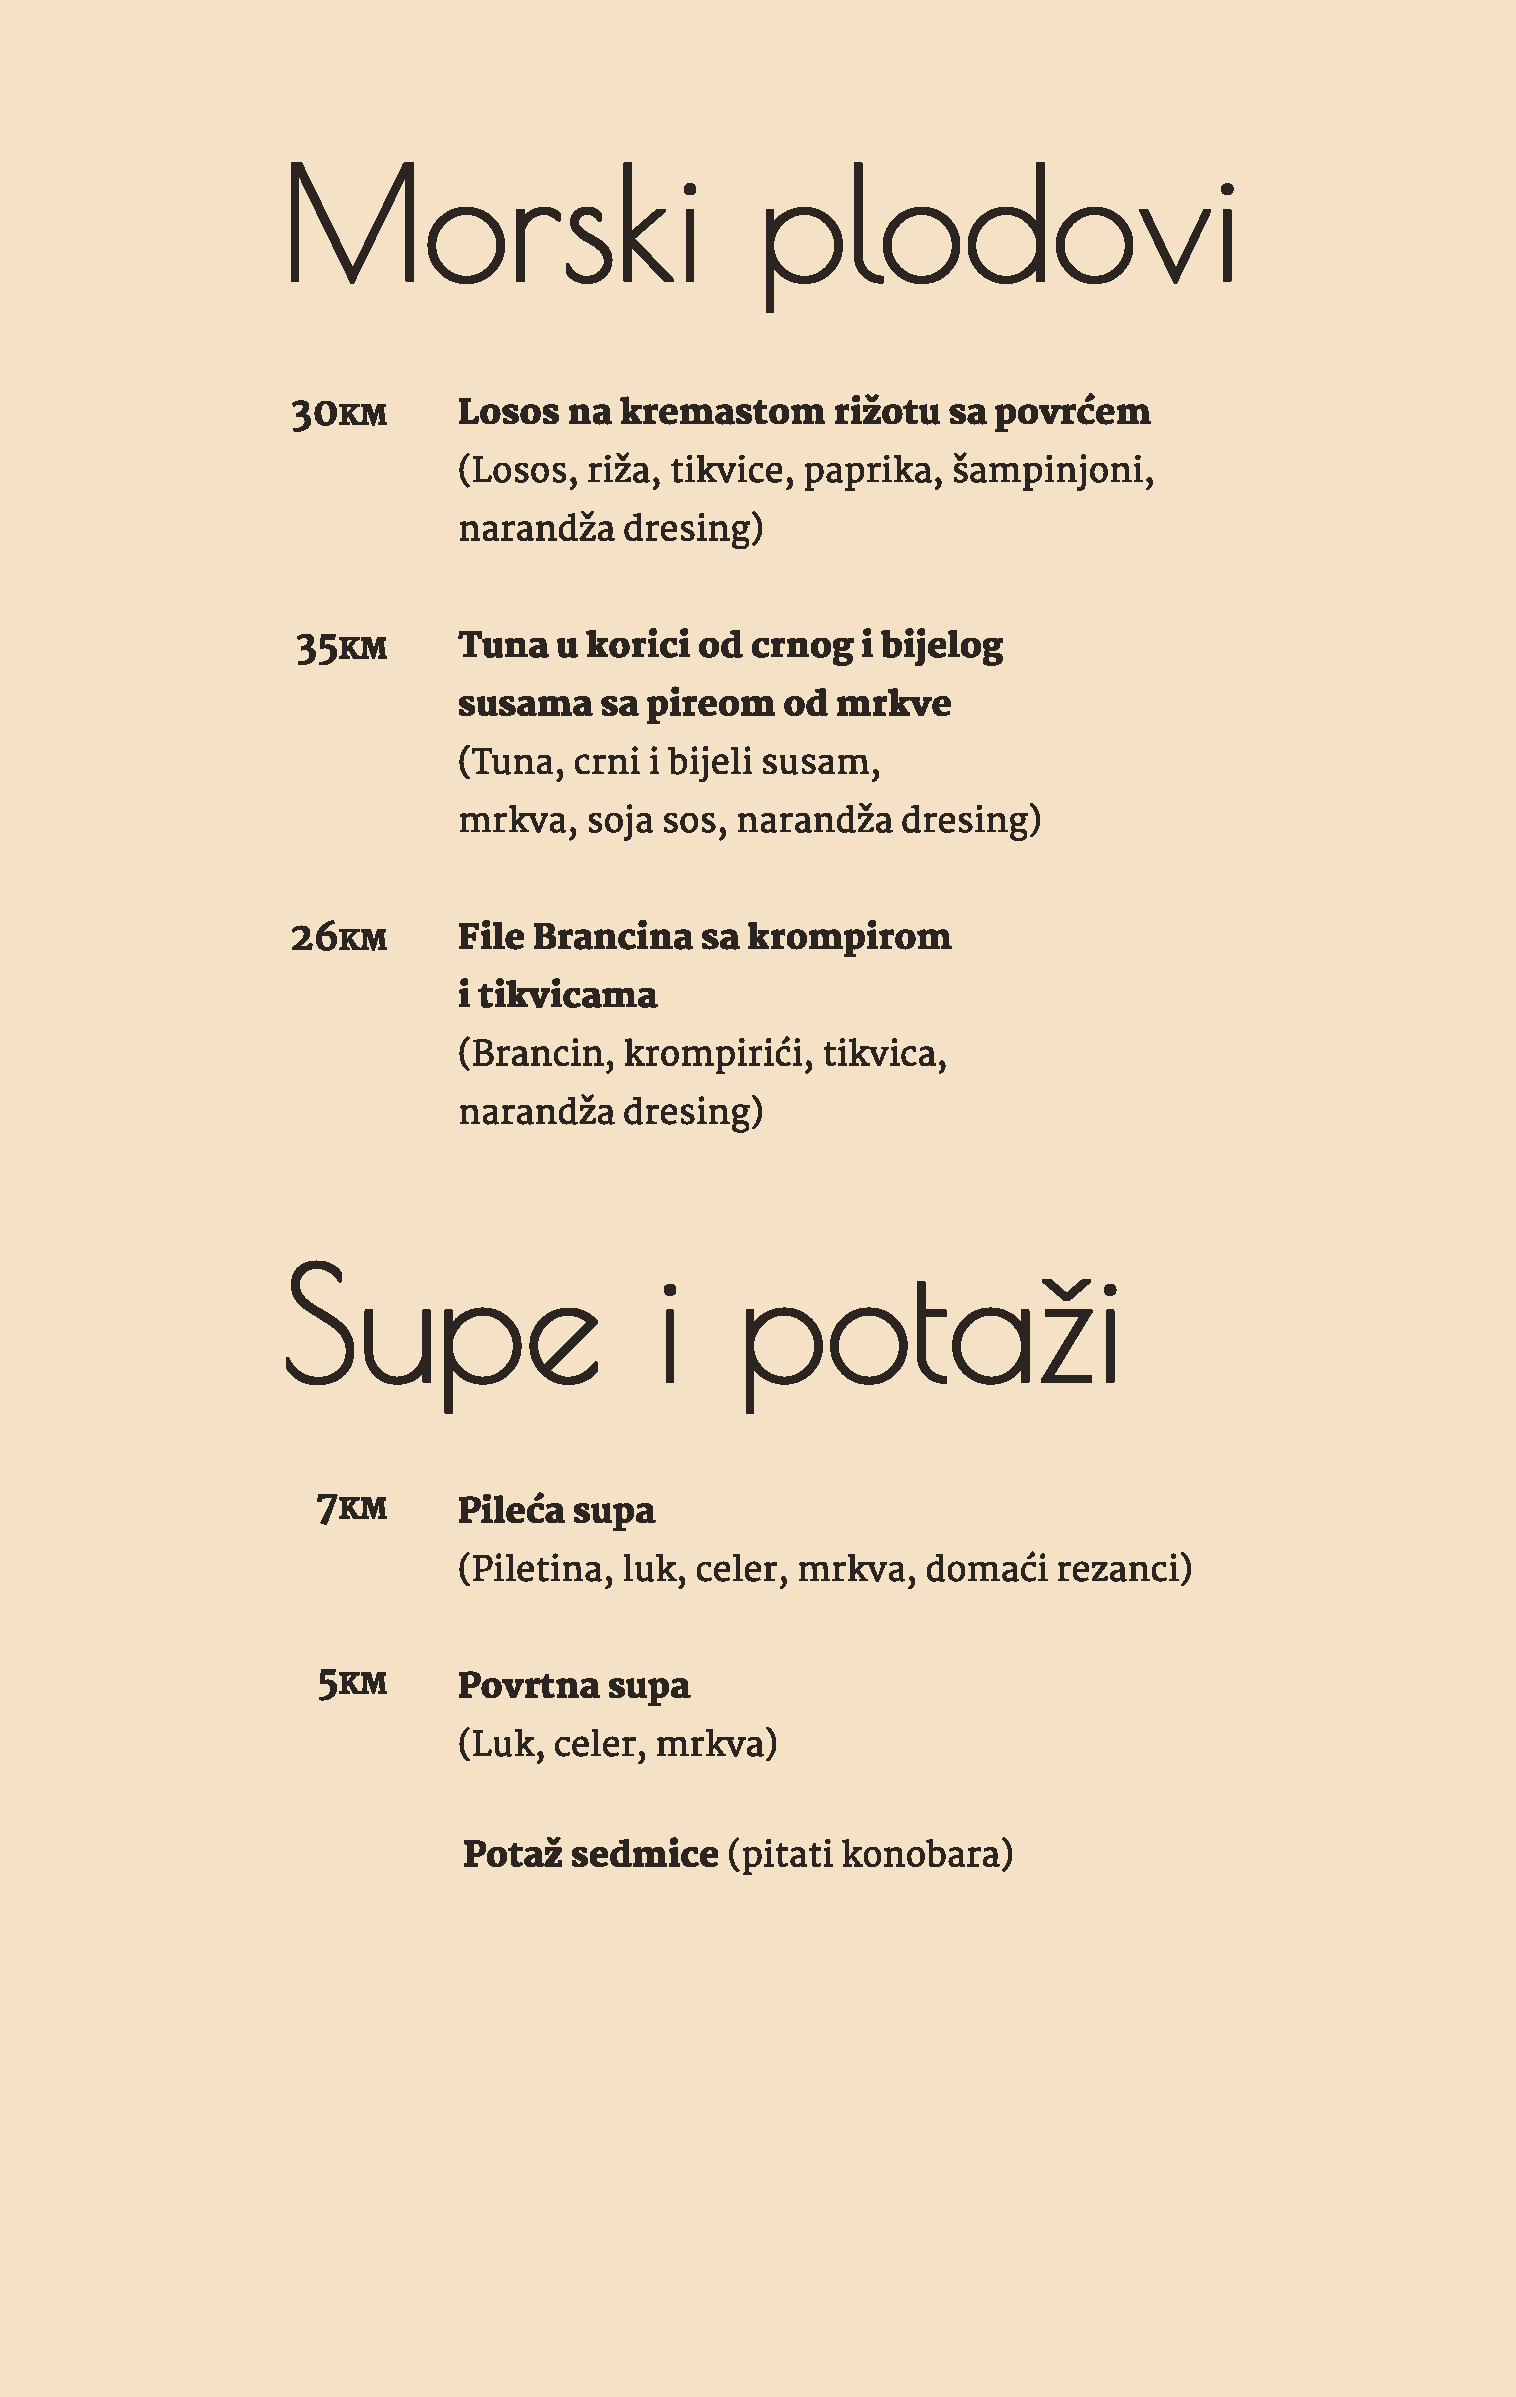 Morski plodovi
30KM Losos na kremastom rižotu sa povrćem
(Losos, riža, tikvice, paprika, šampinjoni,
narandža dresing)
35KM Tuna u korici od crnog i bijelog
susama sa pireom od mrkve
(Tuna, crni i bijeli susam,
mrkva, soja sos, narandža dresing)
26KM File Brancina sa krompirom
i tikvicama
(Brancin, krompirići, tikvica,
narandža dresing)
Supe i potaži
7KM Pileća supa
(Piletina, luk, celer, mrkva, domaći rezanci)
5KM Povrtna supa
(Luk, celer, mrkva)
Potaž sedmice (pitati konobara)